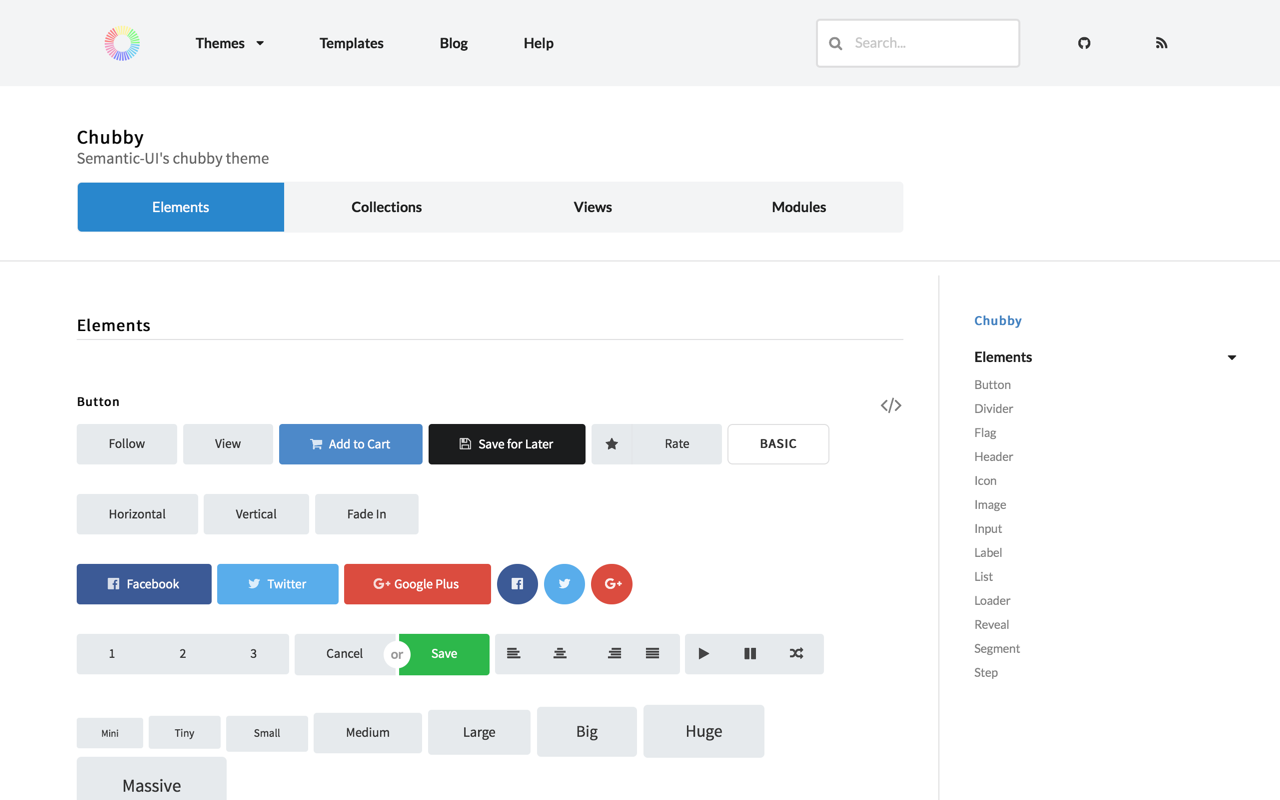 Themes Templates Blog Help Search...
Chubby
Semantic-UI's chubby theme
Elements Collections Views Modules
Elements
Button </>
Follow View Add to Cart Save for Later Rate BASIC
Horizontal Vertical Fade In
Facebook Twitter G+ Google Plus G+
1 2 3 Cancel or Save
Mini Tiny Small Medium Large Big Huge
Massive
Chubby
Elements
Button
Divider
Flag
Header
Icon
Image
Input
Label
List
Loader
Reveal
Segment
Step